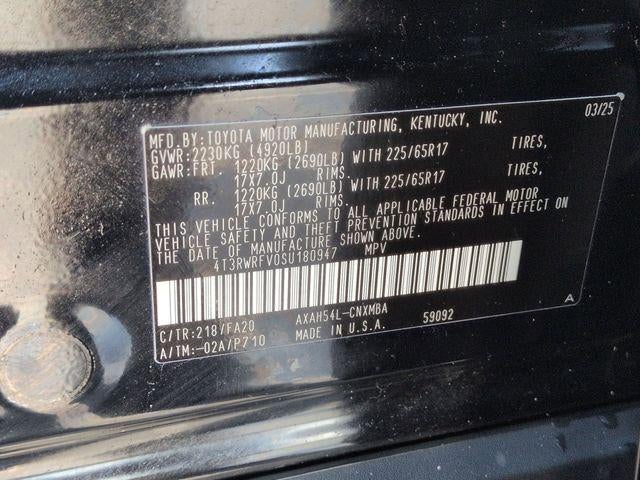 03/25
MFD. BY: TOYOTA MOTOR MANUFACTURING, KENTUCKY, INC.
GVWR: 2230KG (4920LB)
GAWR: FRT. 1220KG (2690LB) WITH 225/65R17 TIRES,
17X7.0J RIMS.
RR. 1220KG (2690LB) WITH 225/65R17 TIRES,
17X7.0J RIMS.
THIS VEHICLE CONFORMS TO ALL APPLICABLE FEDERAL MOTOR
VEHICLE SAFETY AND THEFT PREVENTION STANDARDS IN EFFECT ON
THE DATE OF MANUFACTURE SHOWN ABOVE.
4T3RWRFV0SU180947 MPV
C/TR: 218/FA20 AXAH54L-CNXMBA A
A/TM: -02A/P710 MADE IN U.S.A. 59092